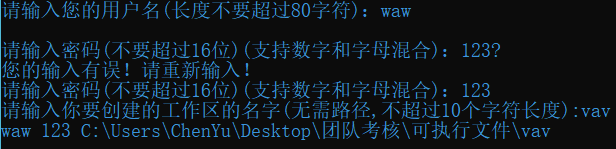 请输入您的用户名(长度不要超过80字符): waw
请输入密码(不要超过16位)(支持数字和字母混合): 123?
您的输入有误! 请重新输入!
请输入密码(不要超过16位)(支持数字和字母混合): 123
请输入你要创建的工作区的名字(无需路径,不超过10个字符长度):vav
waw 123 C:\Users\ChenYu\Desktop\团队考核\可执行文件\vav